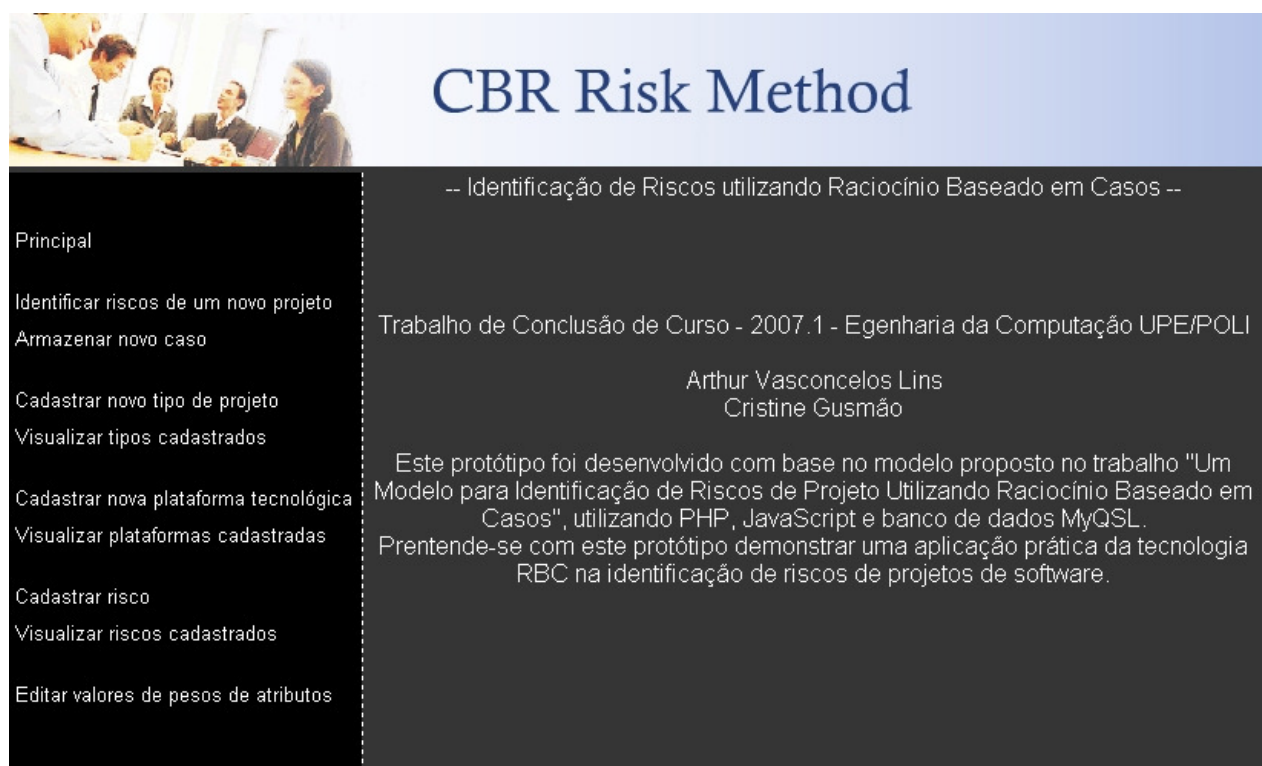 CBR Risk Method
Principal
Identificar riscos de um novo projeto
Armazenar novo caso
Cadastrar novo tipo de projeto
Visualizar tipos cadastrados
Cadastrar nova plataforma tecnológica
Visualizar plataformas cadastradas
Cadastrar risco
Visualizar riscos cadastrados
Editar valores de pesos de atributos
-- Identificação de Riscos utilizando Raciocínio Baseado em Casos --
Trabalho de Conclusão de Curso - 2007.1 - Egenharia da Computação UPE/POLI
Arthur Vasconcelos Lins
Cristine Gusmão
Este protótipo foi desenvolvido com base no modelo proposto no trabalho "Um
Modelo para Identificação de Riscos de Projeto Utilizando Raciocínio Baseado em
Casos", utilizando PHP, JavaScript e banco de dados MyQSL.
Prentende-se com este protótipo demonstrar uma aplicação prática da tecnologia
RBC na identificação de riscos de projetos de software.